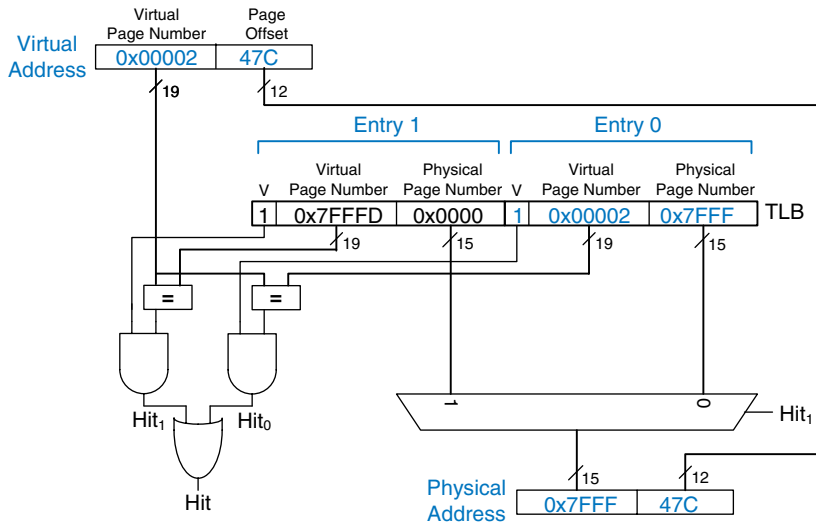 Virtual Page Number
Page Offset
Virtual Address
0x00002 47C
19
12
Entry 1
Entry 0
V Virtual Page Number Physical Page Number V Virtual Page Number Physical Page Number
1 0x7FFFD 0x0000 1 0x00002 0x7FFF TLB
19 15 19 15
= =
1 0
Hit₁ Hit₀
Hit₁
Hit
15 12
Physical Address
0x7FFF 47C